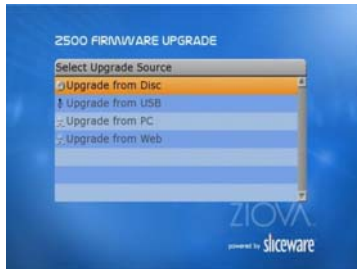 2500 FIRMWARE UPGRADE
Select Upgrade Source
Upgrade from Disc
Upgrade from USB
Upgrade from PC
Upgrade from Web
ZIOVA
powered by sliceware